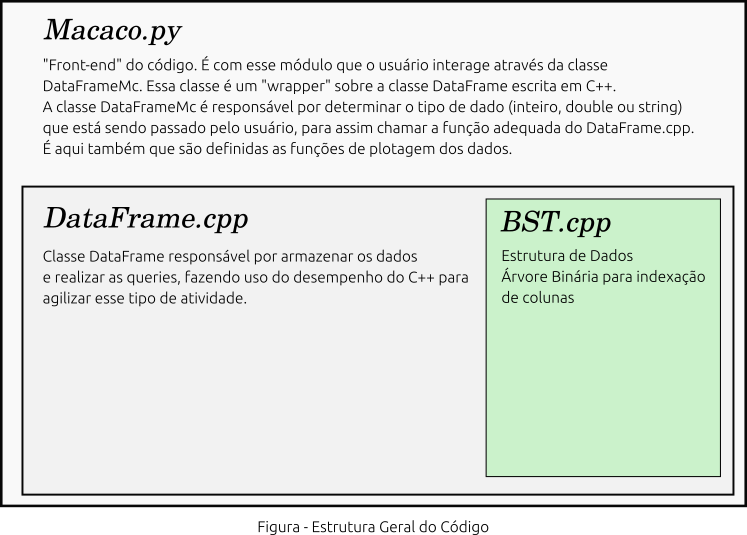 Macaco.py
"Front-end" do código. É com esse módulo que o usuário interage através da classe
DataFrameMc. Essa classe é um "wrapper" sobre a classe DataFrame escrita em C++.
A classe DataFrameMc é responsável por determinar o tipo de dado (inteiro, double ou string)
que está sendo passado pelo usuário, para assim chamar a função adequada do DataFrame.cpp.
É aqui também que são definidas as funções de plotagem dos dados.
DataFrame.cpp
Classe DataFrame responsável por armazenar os dados
e realizar as queries, fazendo uso do desempenho do C++ para
agilizar esse tipo de atividade.
BST.cpp
Estrutura de Dados
Árvore Binária para indexação
de colunas
Figura - Estrutura Geral do Código